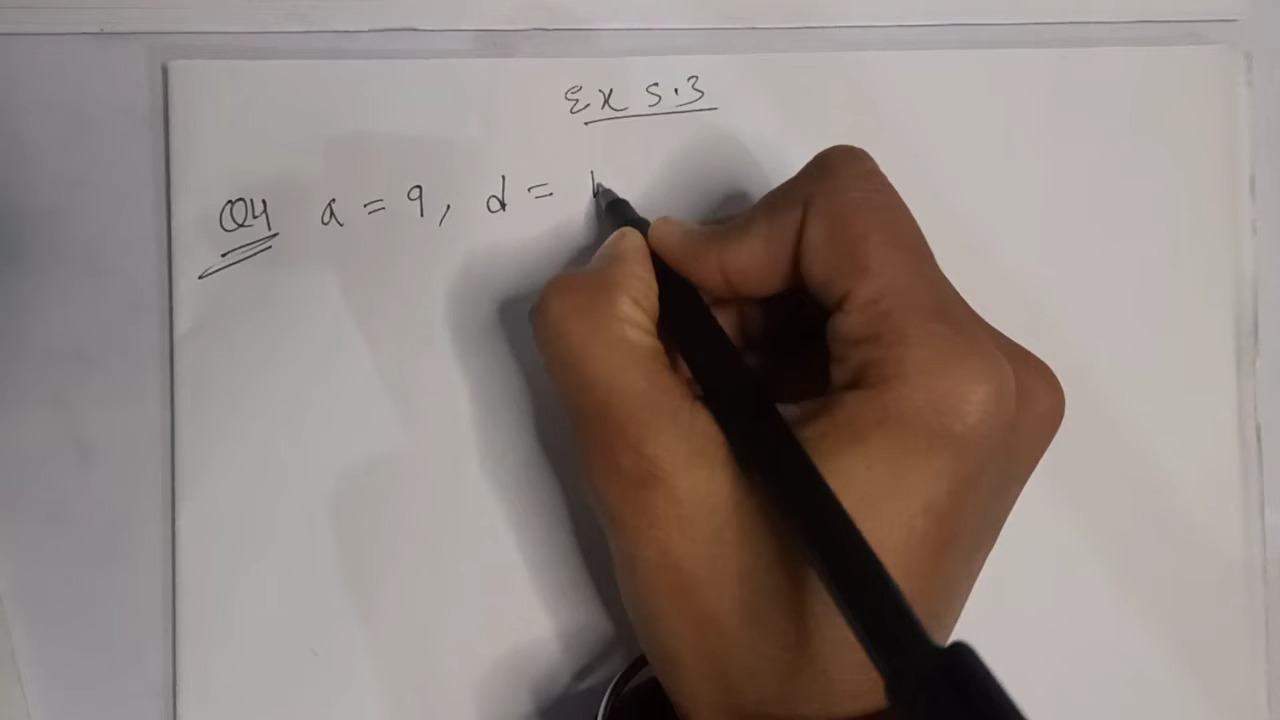 Ex 5.3
Q4 a = 9, d =